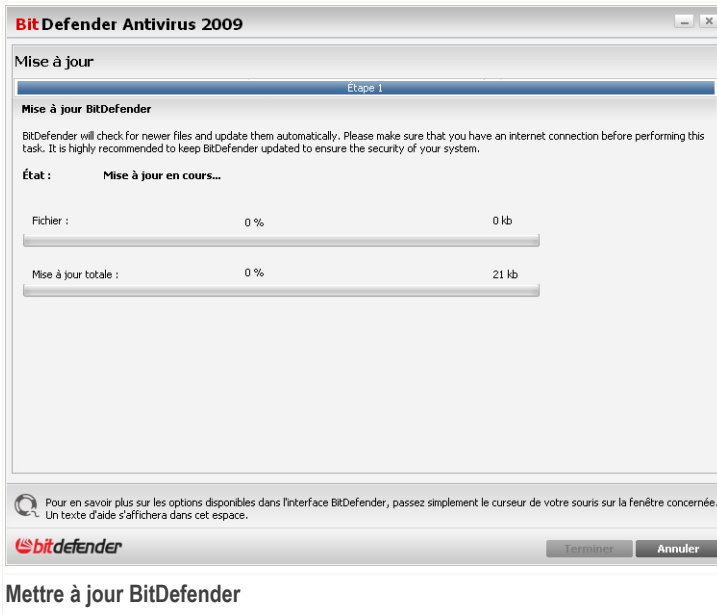 BitDefender Antivirus 2009
Mise à jour
Étape 1
Mise à jour BitDefender
BitDefender will check for newer files and update them automatically. Please make sure that you have an internet connection before performing this
task. It is highly recommended to keep BitDefender updated to ensure the security of your system.
État : Mise à jour en cours...
Fichier : 0 % 0 kb
Mise à jour totale : 0 % 21 kb
Pour en savoir plus sur les options disponibles dans l'interface BitDefender, passez simplement le curseur de votre souris sur la fenêtre concernée.
Un texte d'aide s'affichera dans cet espace.
bitdefender Terminer Annuler
Mettre à jour BitDefender